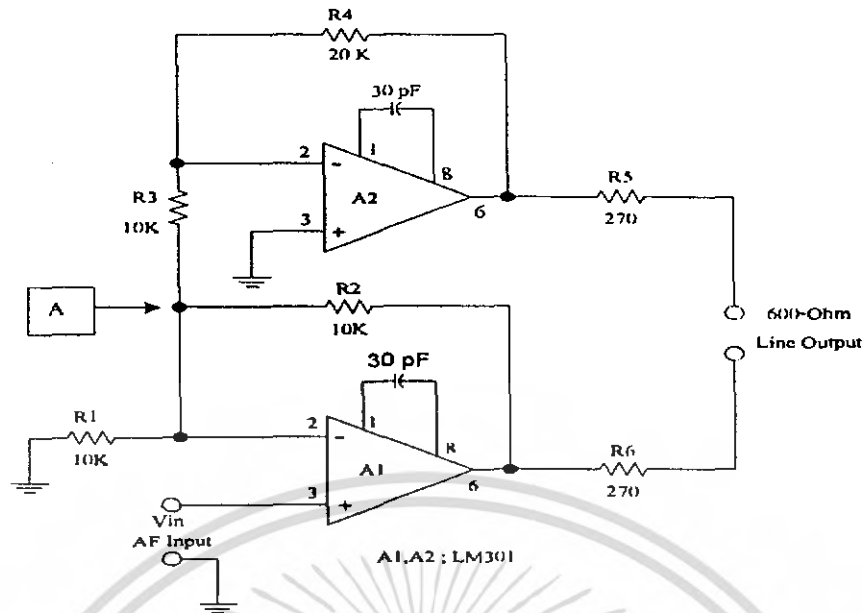 R4
20 K
30 pF
1
2
-
8
R3
A2
R5
10K
3
+
6
270
A
R2
600-Ohm
10K
Line Output
30 pF
R1
1
2
-
8
10K
A1
R6
3
+
6
270
Vin
AF Input
A1,A2 ; LM301